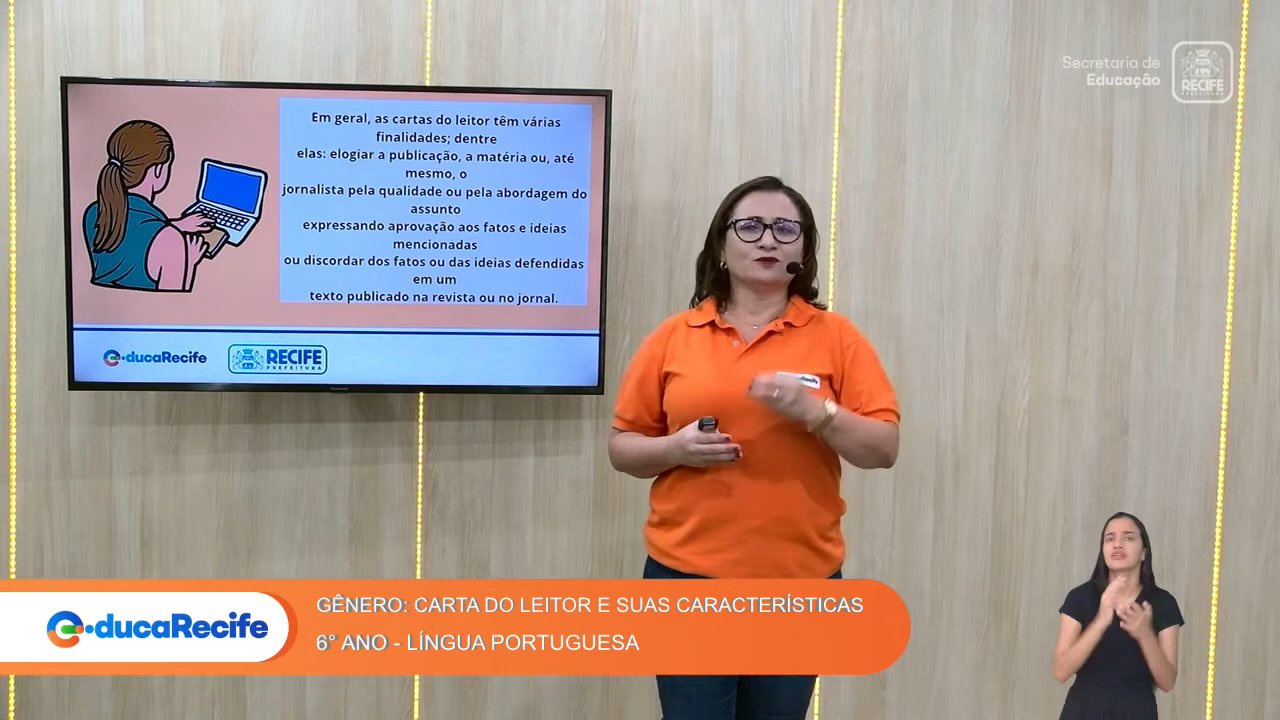 Secretaria de
Educação
RECIFE
PREFEITURA
Em geral, as cartas do leitor têm várias
finalidades; dentre
elas: elogiar a publicação, a matéria ou, até
mesmo, o
jornalista pela qualidade ou pela abordagem do
assunto
expressando aprovação aos fatos e ideias
mencionadas
ou discordar dos fatos ou das ideias defendidas
em um
texto publicado na revista ou no jornal.
educaRecife
RECIFE
PREFEITURA
GÊNERO: CARTA DO LEITOR E SUAS CARACTERÍSTICAS
educaRecife
6° ANO - LÍNGUA PORTUGUESA